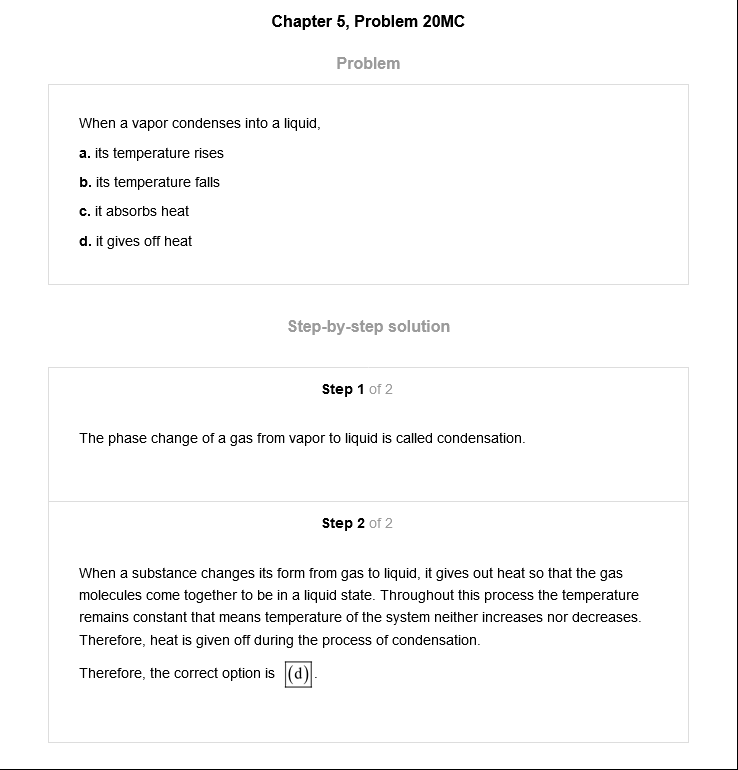 Chapter 5, Problem 20MC
Problem
When a vapor condenses into a liquid,
a. its temperature rises
b. its temperature falls
c. it absorbs heat
d. it gives off heat
Step-by-step solution
Step 1 of 2
The phase change of a gas from vapor to liquid is called condensation.
Step 2 of 2
When a substance changes its form from gas to liquid, it gives out heat so that the gas
molecules come together to be in a liquid state. Throughout this process the temperature
remains constant that means temperature of the system neither increases nor decreases.
Therefore, heat is given off during the process of condensation.
Therefore, the correct option is (d).